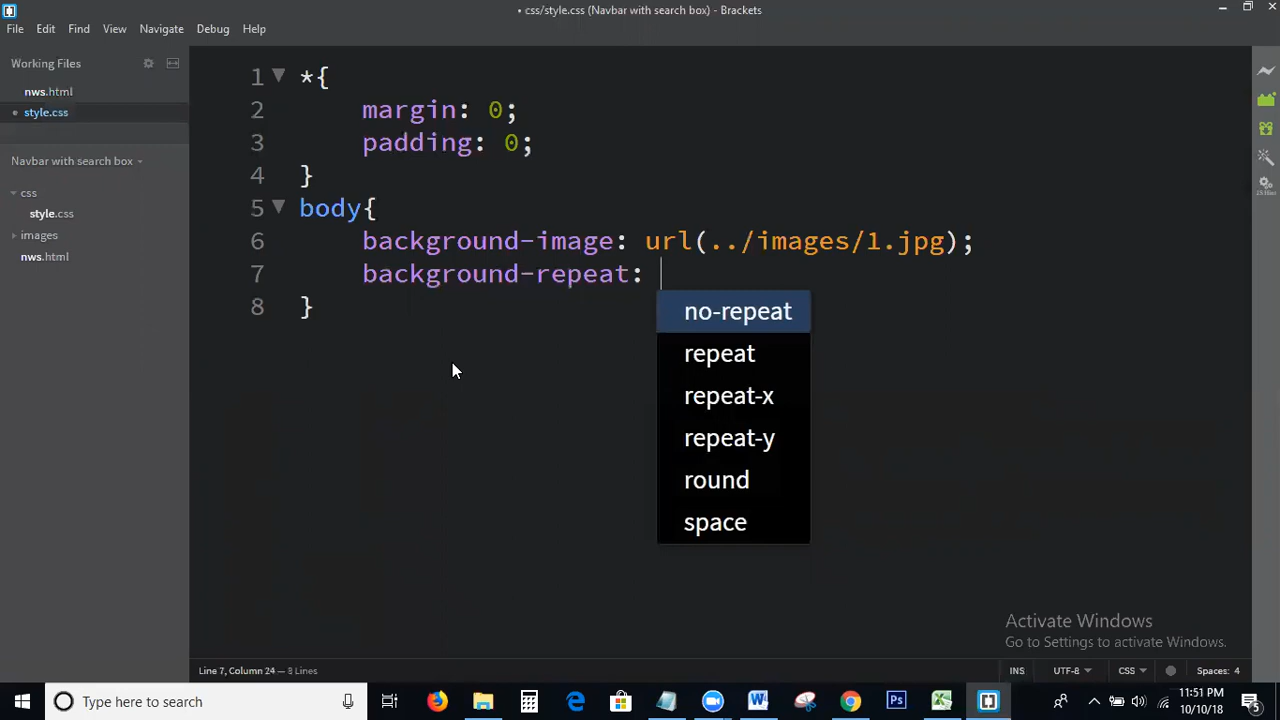 • css/style.css (Navbar with search box) - Brackets
File Edit Find View Navigate Debug Help
Working Files
nws.html
• style.css
Navbar with search box
css
style.css
images
nws.html
1 *{
2 margin: 0;
3 padding: 0;
4 }
5 body{
6 background-image: url(../images/1.jpg);
7 background-repeat:
8 }
no-repeat
repeat
repeat-x
repeat-y
round
space
Activate Windows
Go to Settings to activate Windows.
Line 7, Column 24 — 8 Lines
INS UTF-8 CSS Spaces: 4
Type here to search
11:51 PM
10/10/18